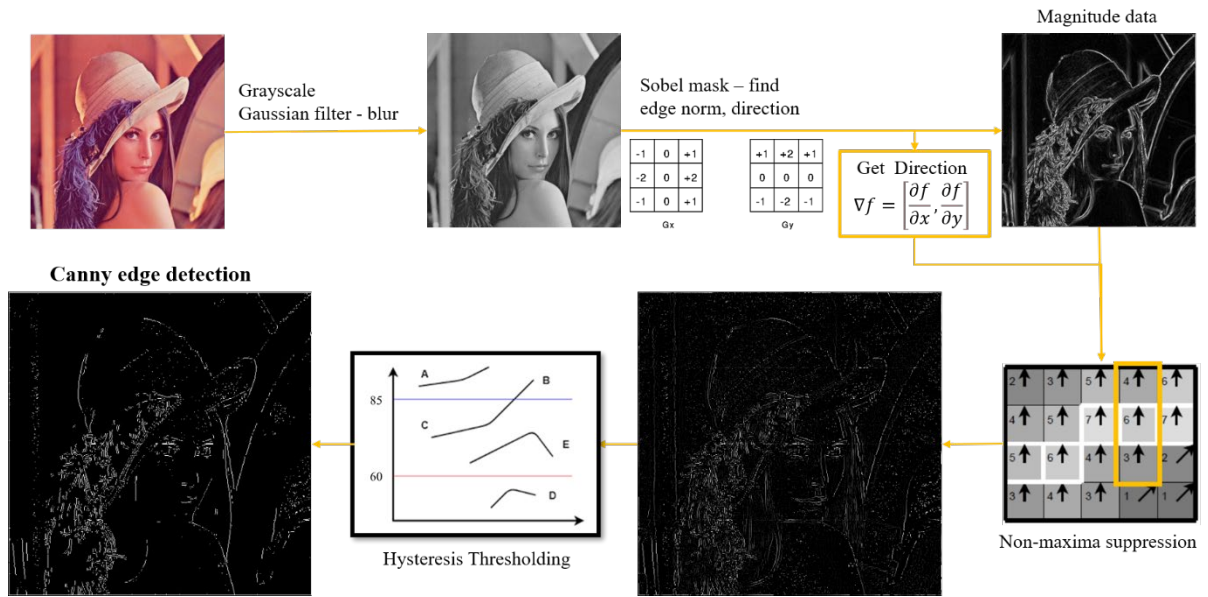 Magnitude data
Grayscale
Gaussian filter - blur
Sobel mask – find
edge norm, direction
-1 0 +1
-2 0 +2
-1 0 +1
Gx
+1 +2 +1
0 0 0
-1 -2 -1
Gy
Get Direction
∇f = [∂f/∂x, ∂f/∂y]
Canny edge detection
A
B
85
C
E
60
D
Hysteresis Thresholding
2 3 5 4 6
4 5 7 6 7
5 6 4 3 2
3 4 3 1 1
Non-maxima suppression